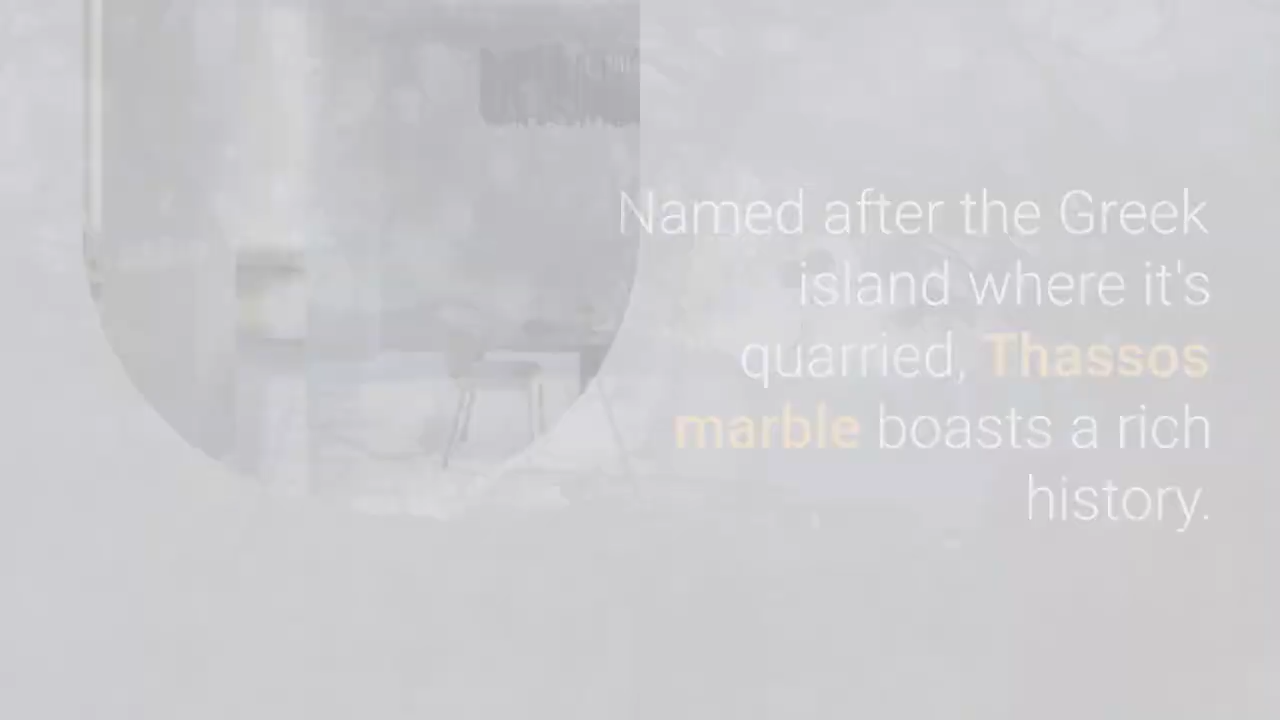 Named after the Greek
island where it's
quarried, Thassos
marble boasts a rich
history.